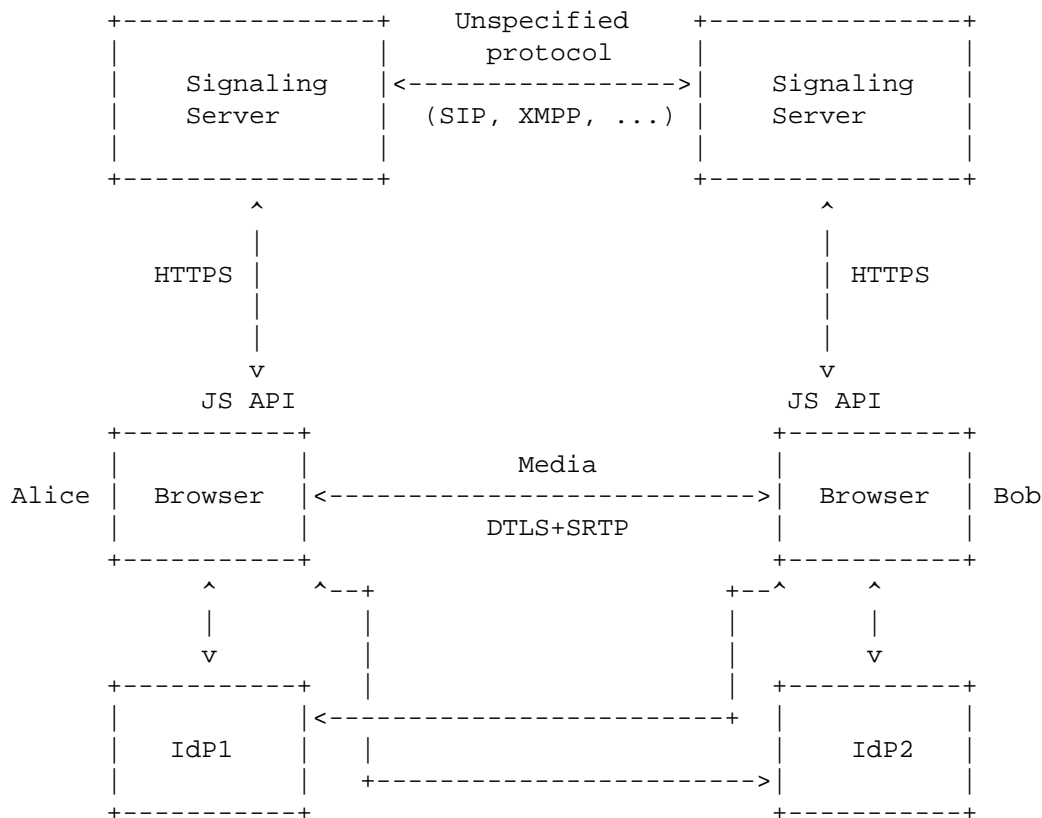 Unspecified
protocol
Signaling Signaling
Server (SIP, XMPP, ...) Server
HTTPS HTTPS
JS API JS API
Media
Alice Browser Browser Bob
DTLS+SRTP
IdP1 IdP2